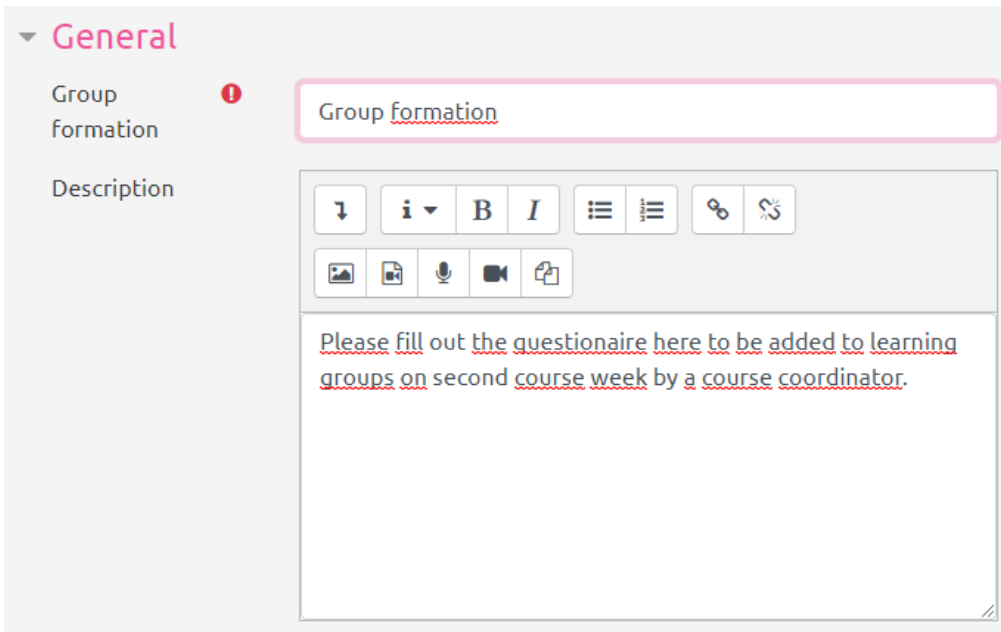 General
Group
formation
Group formation
Description
i
B I
Please fill out the questionaire here to be added to learning
groups on second course week by a course coordinator.